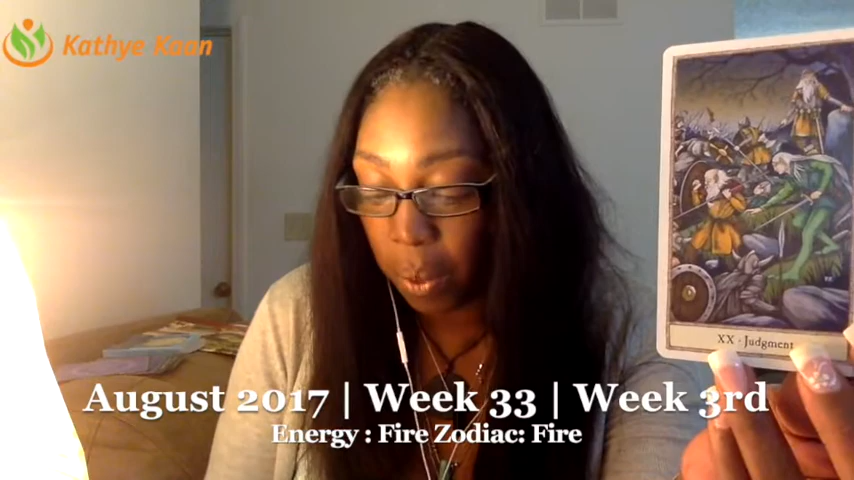 Kathye Kaan
XX · Judgment
August 2017 | Week 33 | Week 3rd
Energy : Fire Zodiac: Fire